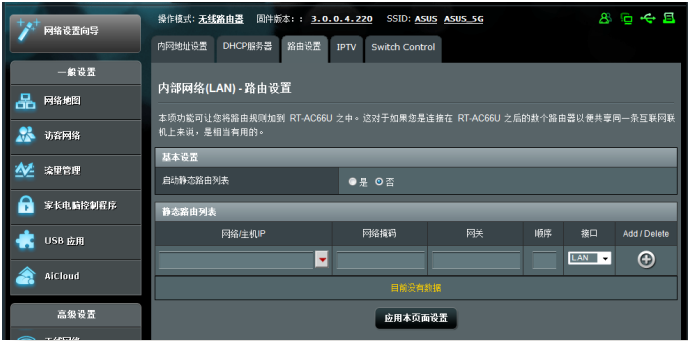 网络设置向导
操作模式: 无线路由器 固件版本: : 3.0.0.4.220 SSID: ASUS ASUS_5G
内网地址设置 DHCP服务器 路由设置 IPTV Switch Control
一般设置
网络地图
访客网络
流量管理
家长电脑控制程序
USB 应用
AiCloud
高级设置
内部网络(LAN) - 路由设置
本项功能可让您将路由规则加到 RT-AC66U 之中。这对于如果您是连接在 RT-AC66U 之后的数个路由器以便共享同一条互联网联
机上来说，是相当有用的。
基本设置
启动静态路由列表 是 否
静态路由列表
网络/主机IP 网络掩码 网关 顺序 接口 Add / Delete
LAN
目前没有数据
应用本页面设置